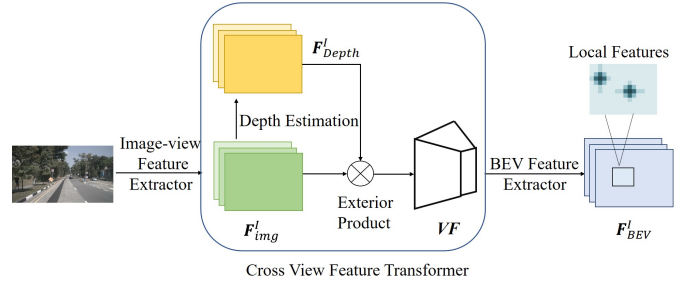 Local Features
F^I_Depth
Image-view
Feature
Extractor
Depth Estimation
BEV Feature
Extractor
Exterior
Product
F^I_img
VF
F^I_BEV
Cross View Feature Transformer